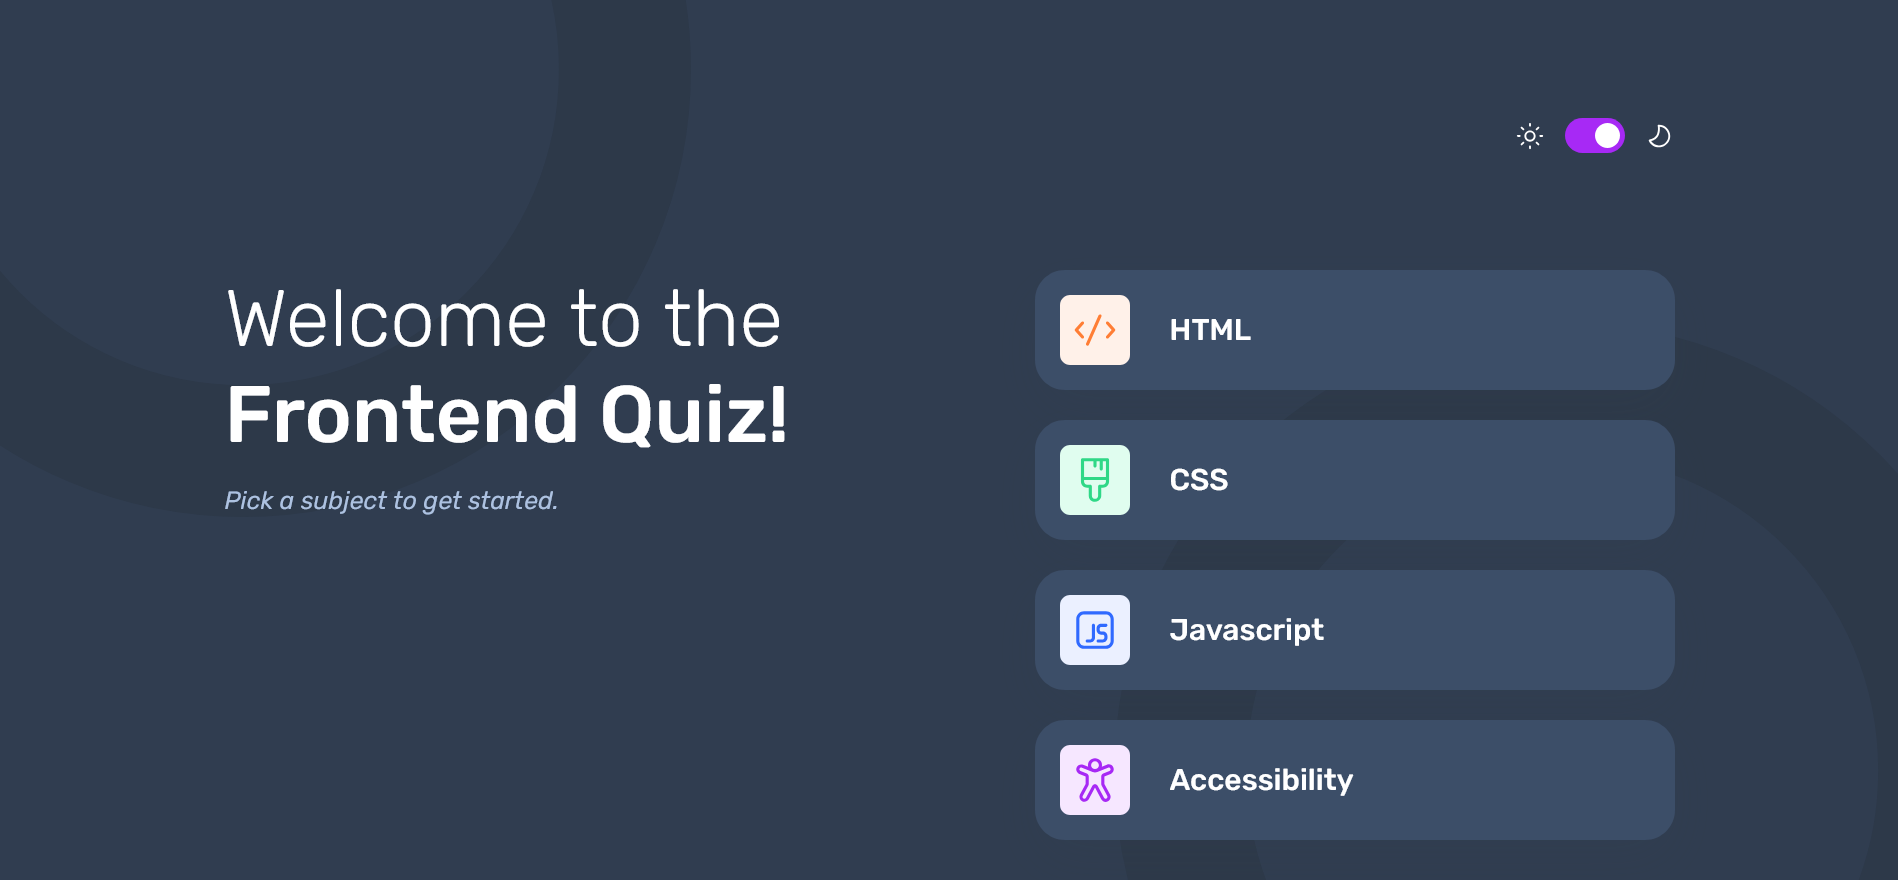 Welcome to the
Frontend Quiz!
Pick a subject to get started.
</> HTML
CSS
JS Javascript
Accessibility